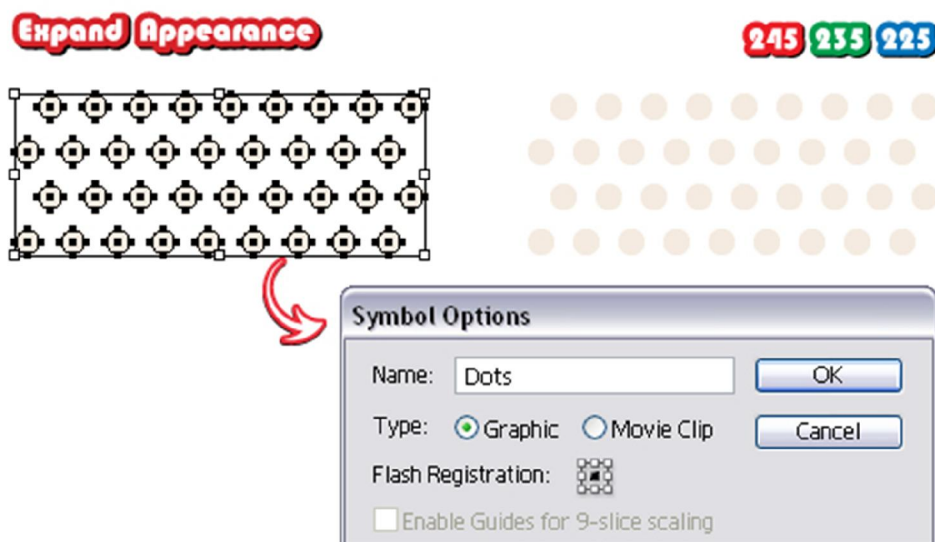 Expand Appearance
245 235 225
Symbol Options
Name: Dots
OK
Type: Graphic Movie Clip
Cancel
Flash Registration:
Enable Guides for 9-slice scaling